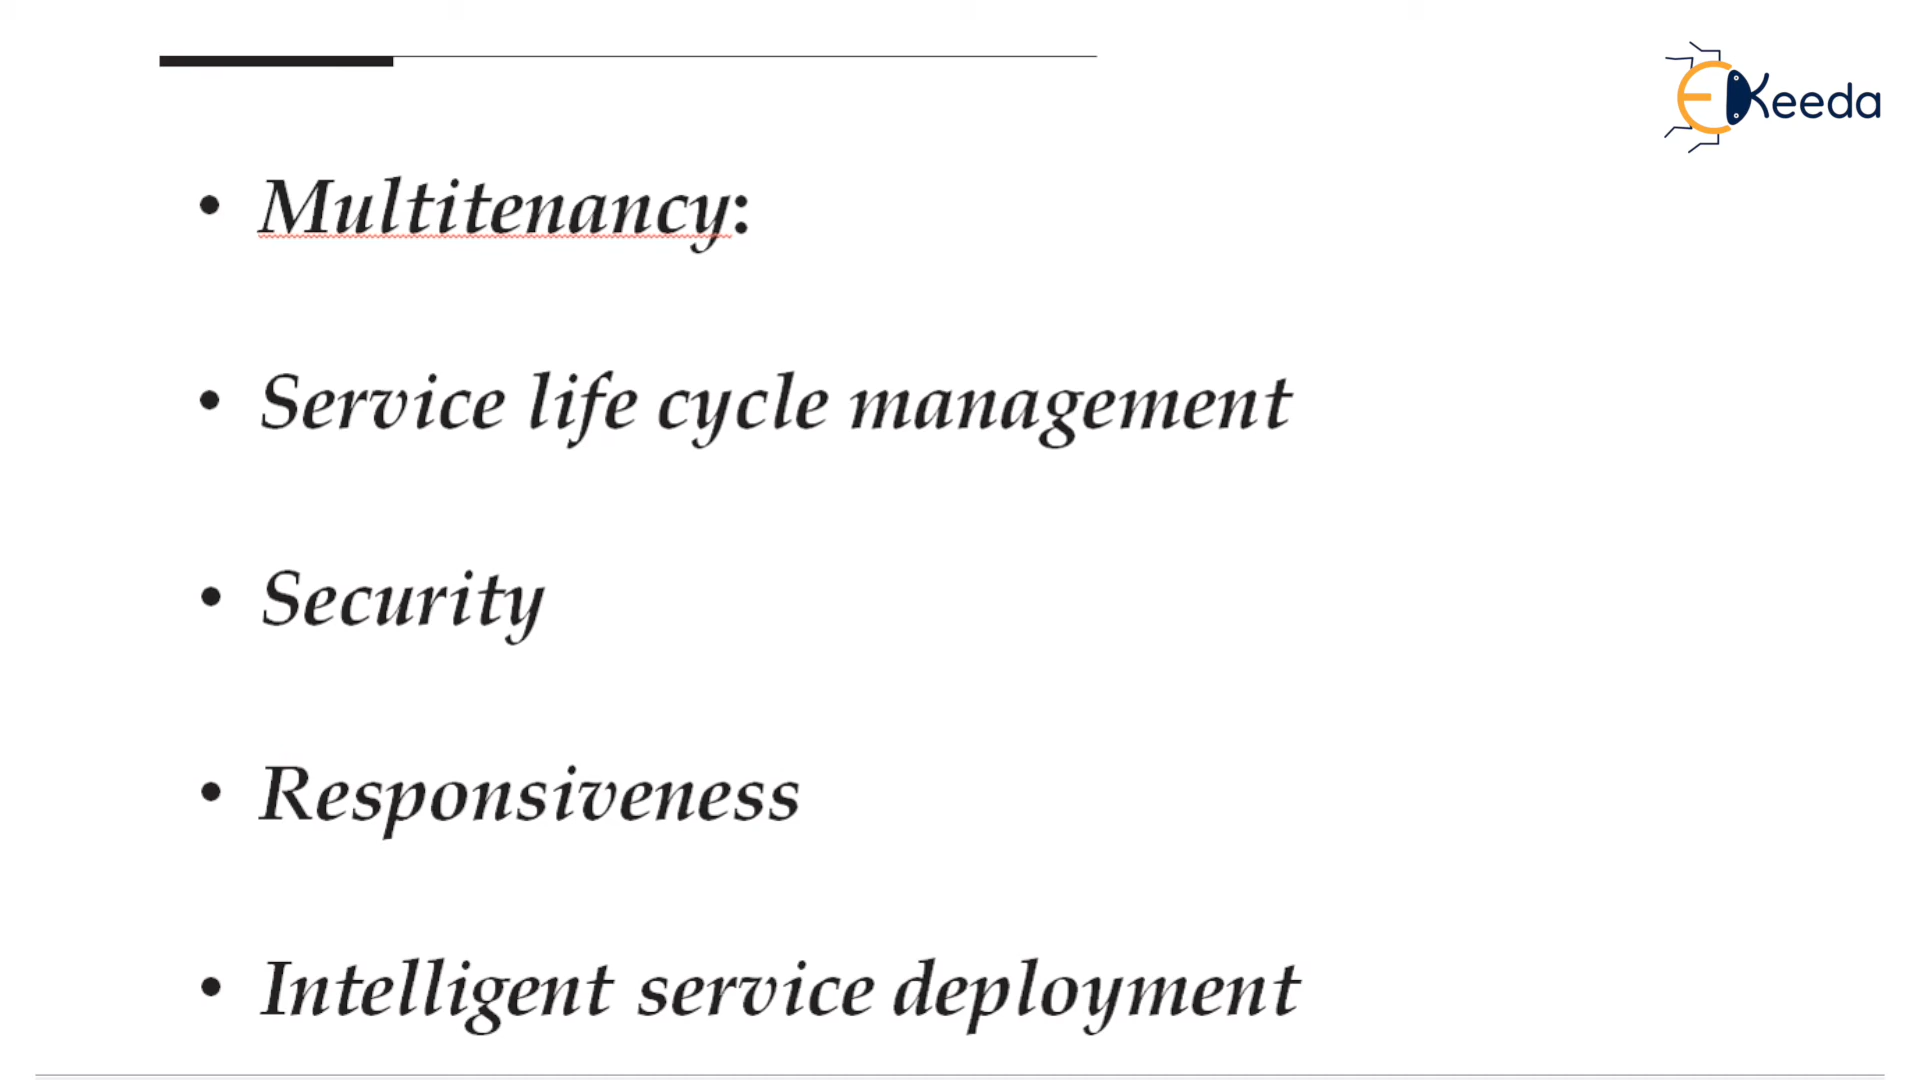 EKeeda
• Multitenancy:
• Service life cycle management
• Security
• Responsiveness
• Intelligent service deployment